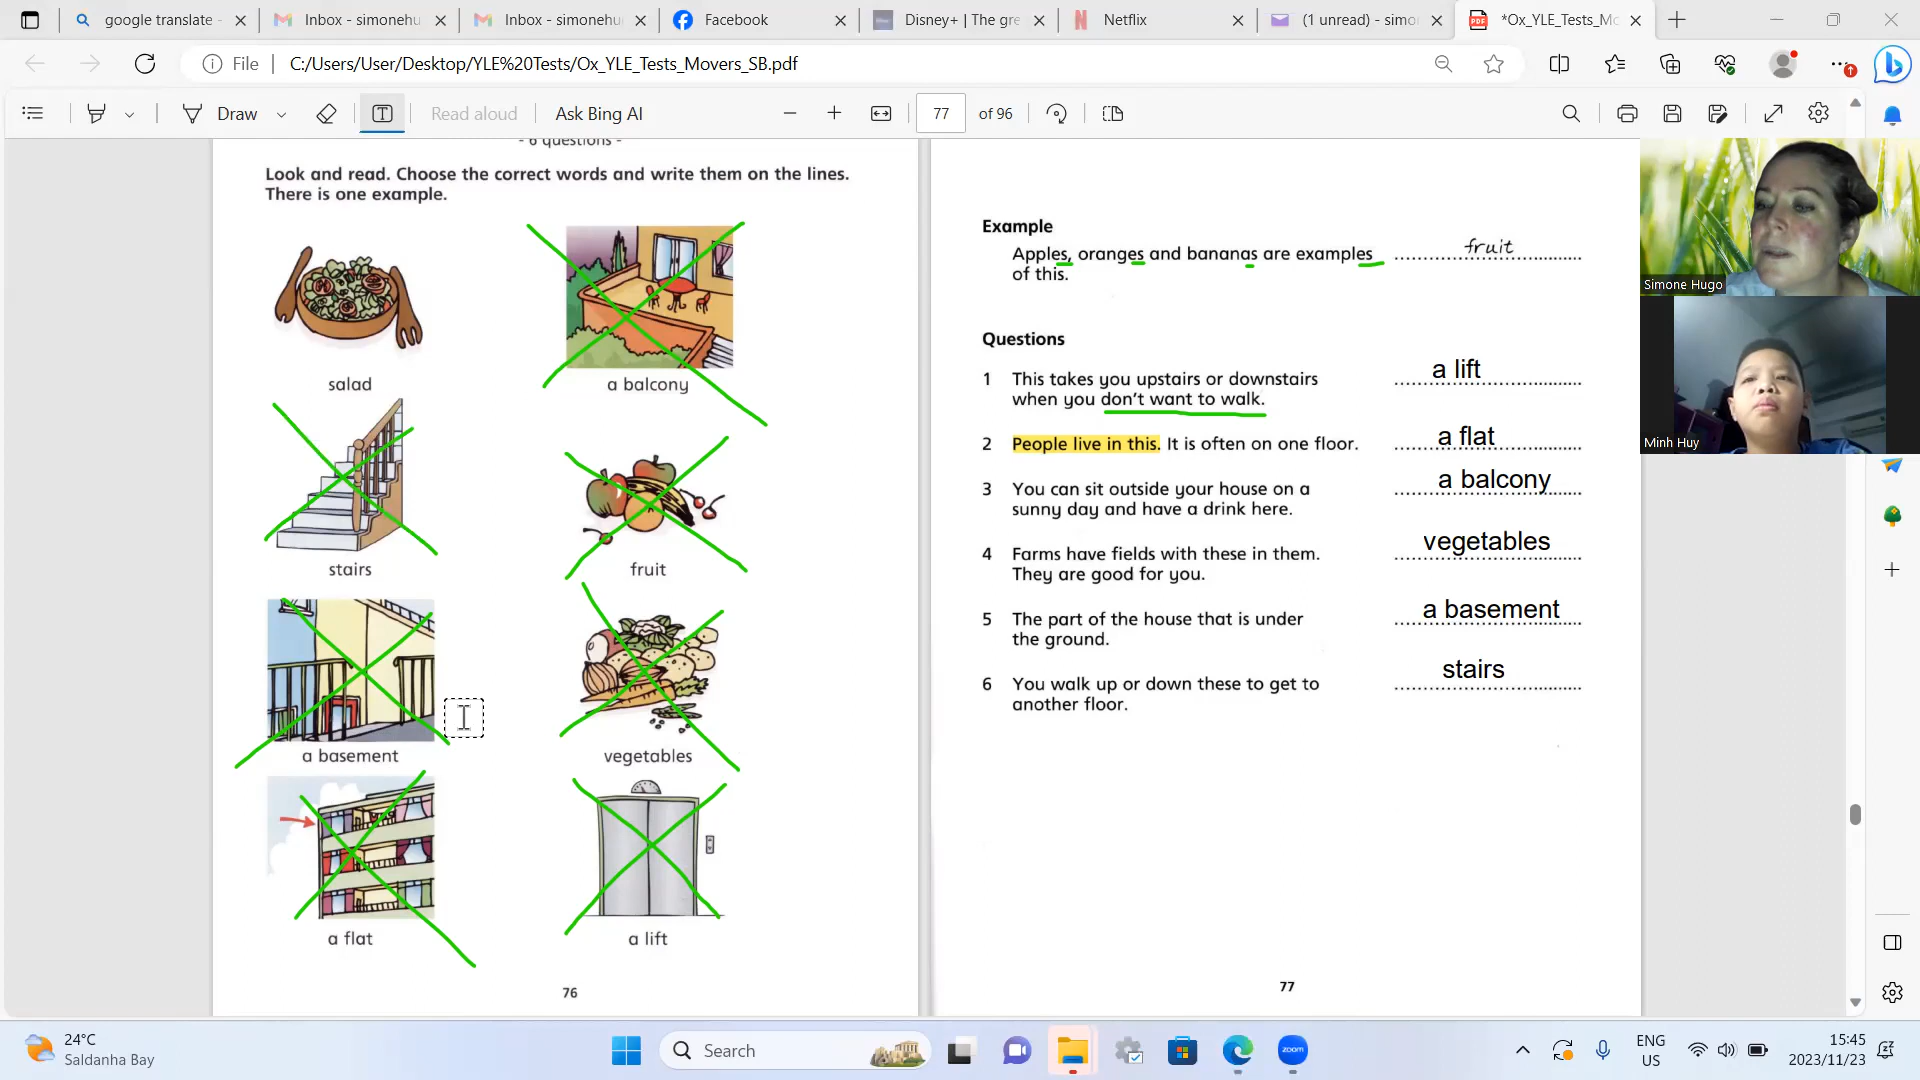 google translate -
Inbox - simonehu
Inbox - simonehu
Facebook
Disney+ | The gre
Netflix
(1 unread) - simo
*Ox_YLE_Tests_Mo
File
C:/Users/User/Desktop/YLE%20Tests/Ox_YLE_Tests_Movers_SB.pdf
Draw
Read aloud
Ask Bing AI
77
of 96
- 6 questions -
Look and read. Choose the correct words and write them on the lines.
There is one example.
salad
a balcony
stairs
fruit
a basement
vegetables
a flat
a lift
76
Example
Apples, oranges and bananas are examples
of this.
fruit
Questions
1 This takes you upstairs or downstairs
when you don't want to walk.
a lift
2 People live in this. It is often on one floor.
a flat
3 You can sit outside your house on a
sunny day and have a drink here.
a balcony
4 Farms have fields with these in them.
They are good for you.
vegetables
5 The part of the house that is under
the ground.
a basement
6 You walk up or down these to get to
another floor.
stairs
77
Simone Hugo
Minh Huy
24°C
Saldanha Bay
Search
zoom
ENG
US
15:45
2023/11/23